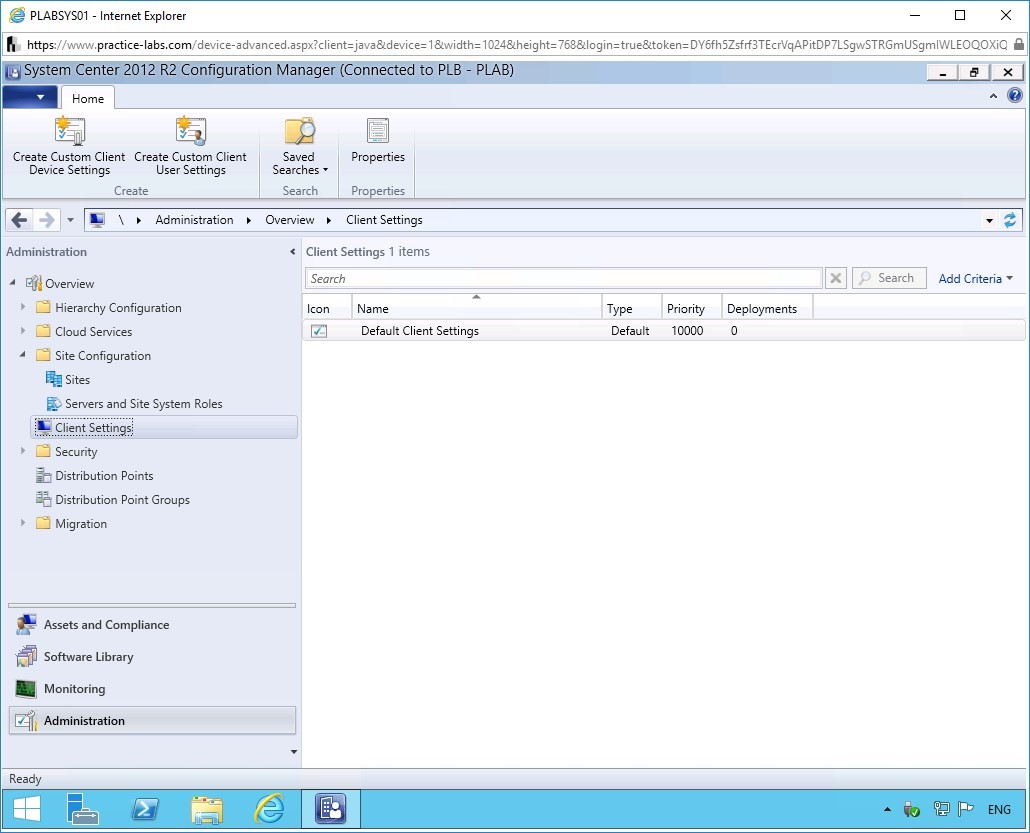 PLABSYS01 - Internet Explorer
https://www.practice-labs.com/device-advanced.aspx?client=java&device=1&width=1024&height=768&login=true&token=DY6fh5Zsfrf3TEcrVqAPitDP7LSgwSTRGmUSgmIWLEOQOXiQ
System Center 2012 R2 Configuration Manager (Connected to PLB - PLAB)
Home
Create Custom Client
Device Settings
Create Custom Client
User Settings
Saved
Searches
Properties
Create
Search
Properties
\ Administration Overview Client Settings
Administration
Overview
Hierarchy Configuration
Cloud Services
Site Configuration
Sites
Servers and Site System Roles
Client Settings
Security
Distribution Points
Distribution Point Groups
Migration
Assets and Compliance
Software Library
Monitoring
Administration
Client Settings 1 items
Search
Search
Add Criteria
Icon Name Type Priority Deployments
Default Client Settings Default 10000 0
Ready
ENG